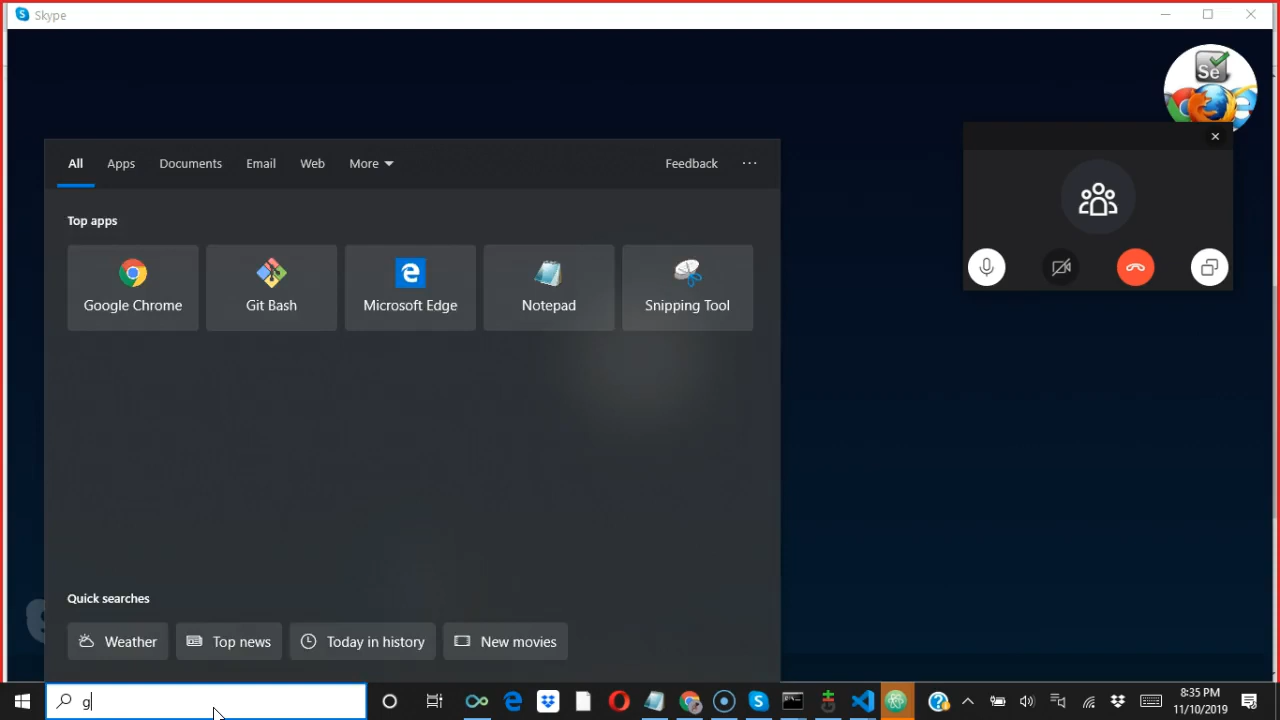 Skype
Se
All Apps Documents Email Web More Feedback ...
Top apps
Google Chrome Git Bash Microsoft Edge Notepad Snipping Tool
Quick searches
Weather Top news Today in history New movies
g
8:35 PM
11/10/2019